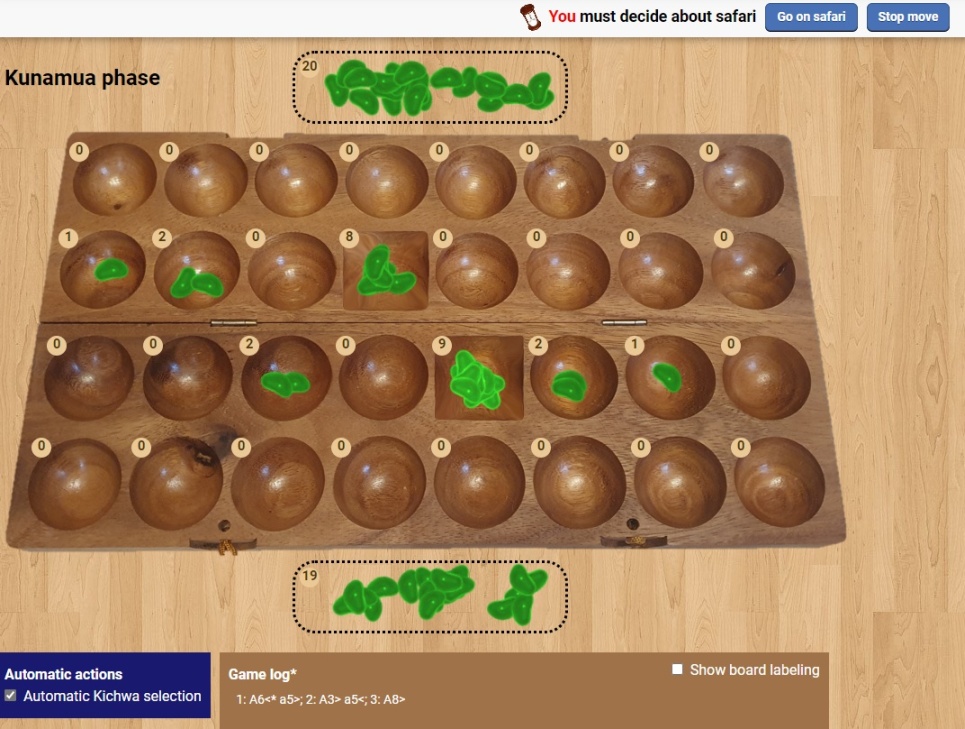 You must decide about safari Go on safari Stop move
Kunamua phase
20
0 0 0 0 0 0 0 0
1 2 0 8 0 0 0 0
0 0 2 0 9 2 1 0
0 0 0 0 0 0 0 0
19
Automatic actions
Automatic Kichwa selection
Game log*
Show board labeling
1: A6<* a5>; 2: A3> a5<; 3: A8>